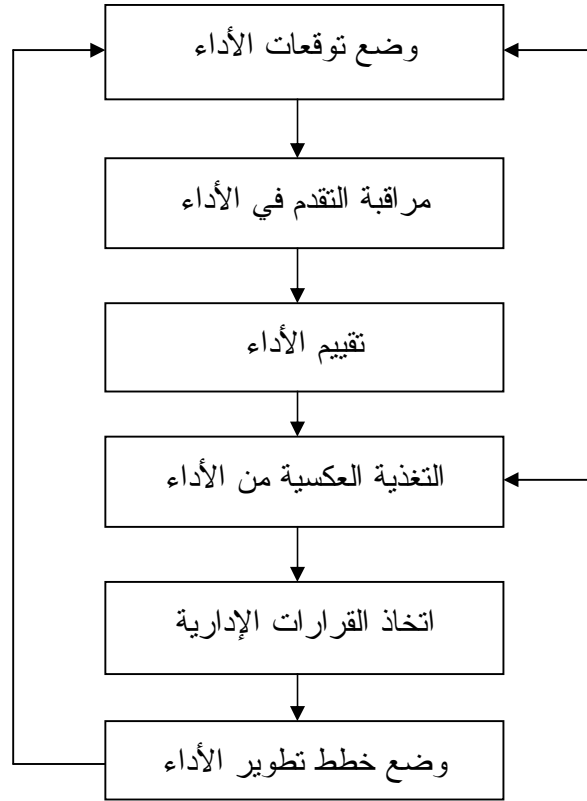 وضع توقعات الأداء
مراقبة التقدم في الأداء
تقييم الأداء
التغذية العكسية من الأداء
اتخاذ القرارات الإدارية
وضع خطط تطوير الأداء